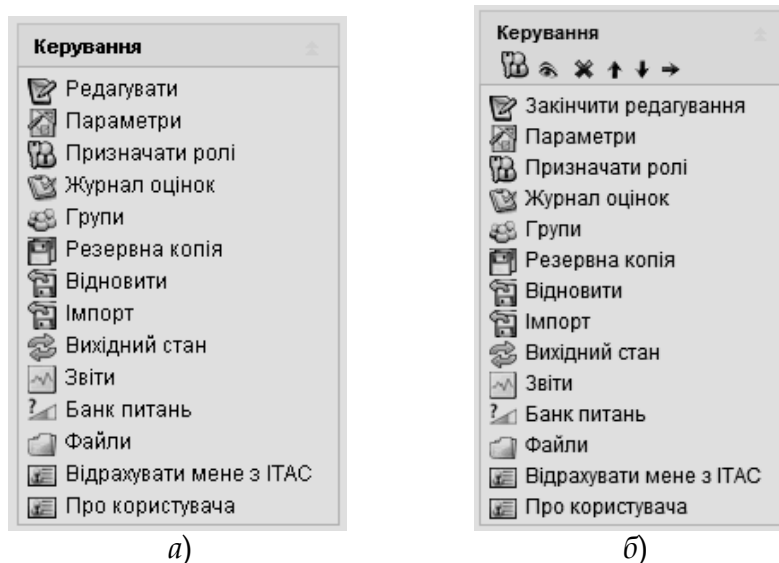 Керування
Редагувати
Параметри
Призначати ролі
Журнал оцінок
Групи
Резервна копія
Відновити
Імпорт
Вихідний стан
Звіти
Банк питань
Файли
Відрахувати мене з ІТАС
Про користувача
а)
Керування
Закінчити редагування
Параметри
Призначати ролі
Журнал оцінок
Групи
Резервна копія
Відновити
Імпорт
Вихідний стан
Звіти
Банк питань
Файли
Відрахувати мене з ІТАС
Про користувача
б)